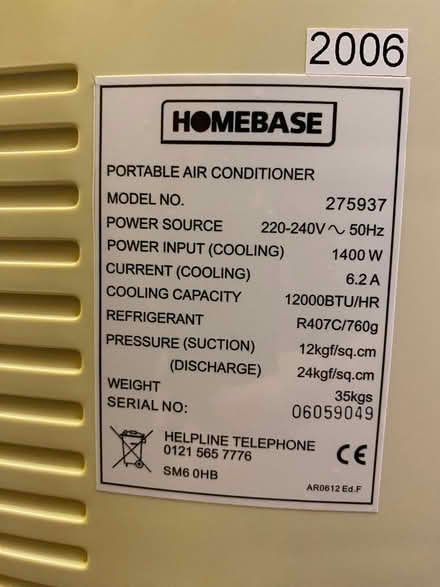 2006
HOMEBASE
PORTABLE AIR CONDITIONER
MODEL NO. 275937
POWER SOURCE 220-240V ~ 50Hz
POWER INPUT (COOLING) 1400 W
CURRENT (COOLING) 6.2 A
COOLING CAPACITY 12000BTU/HR
REFRIGERANT R407C/760g
PRESSURE (SUCTION) 12kgf/sq.cm
(DISCHARGE) 24kgf/sq.cm
WEIGHT 35kgs
SERIAL NO: 06059049
HELPLINE TELEPHONE
0121 565 7776
SM6 0HB
CE
AR0612 Ed.F